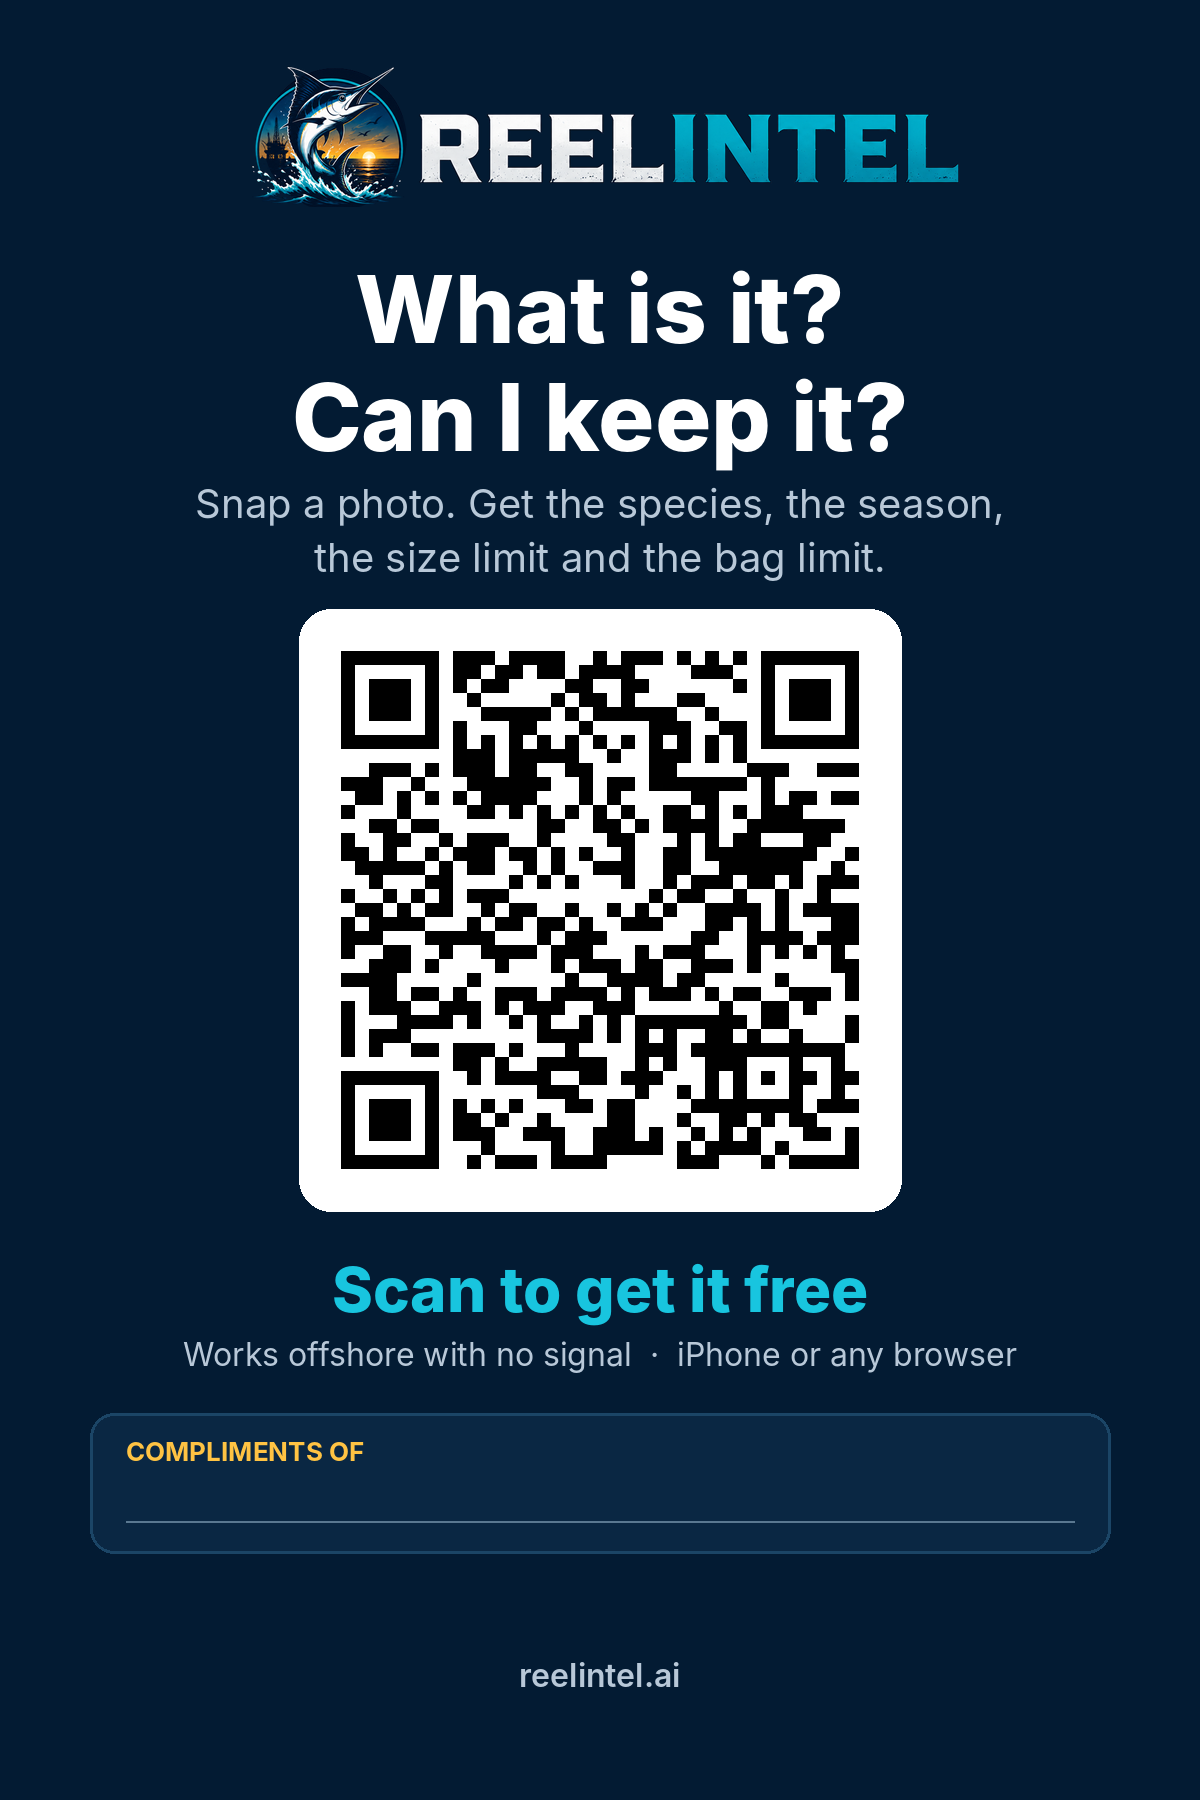 REELINTEL
What is it?
Can I keep it?
Snap a photo. Get the species, the season,
the size limit and the bag limit.
Scan to get it free
Works offshore with no signal · iPhone or any browser
COMPLIMENTS OF
reelintel.ai